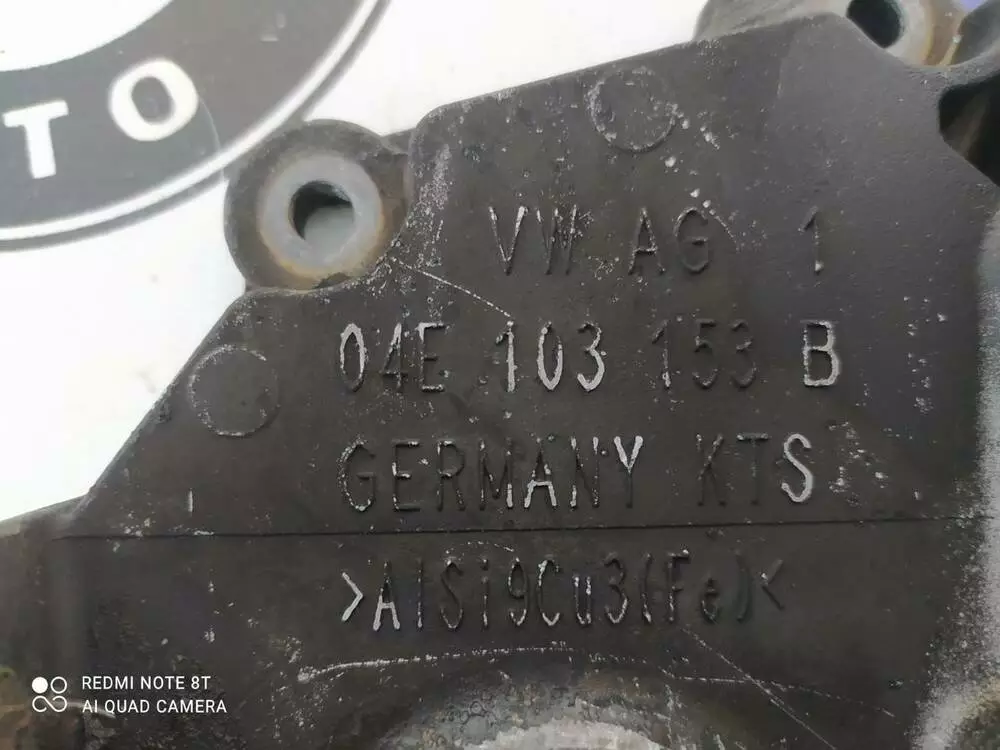 TO
VW AG 1
04E 103 153 B
GERMANY KTS
>AlSi9Cu3(Fe)<
REDMI NOTE 8T
AI QUAD CAMERA